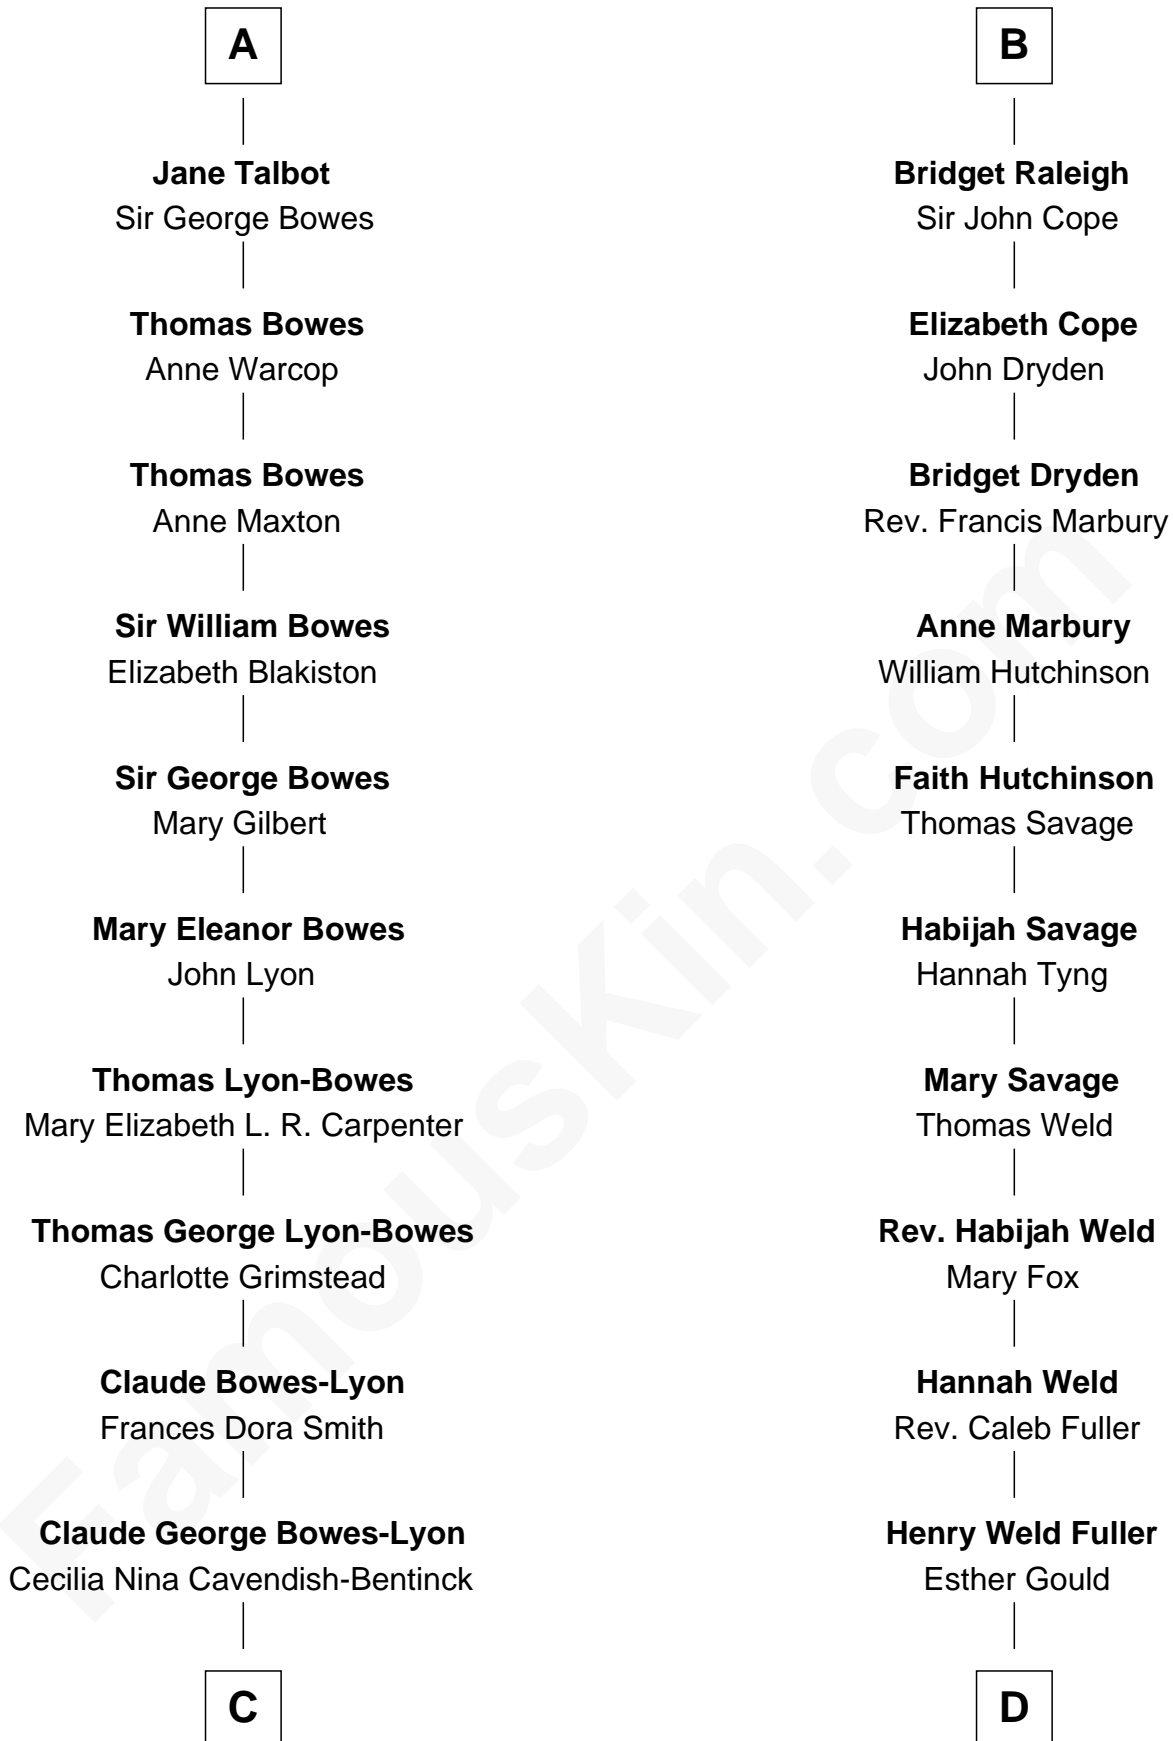 A
Jane Talbot
Sir George Bowes
Thomas Bowes
Anne Warcop
Thomas Bowes
Anne Maxton
Sir William Bowes
Elizabeth Blakiston
Sir George Bowes
Mary Gilbert
Mary Eleanor Bowes
John Lyon
Thomas Lyon-Bowes
Mary Elizabeth L. R. Carpenter
Thomas George Lyon-Bowes
Charlotte Grimstead
Claude Bowes-Lyon
Frances Dora Smith
Claude George Bowes-Lyon
Cecilia Nina Cavendish-Bentinck
C
B
Bridget Raleigh
Sir John Cope
Elizabeth Cope
John Dryden
Bridget Dryden
Rev. Francis Marbury
Anne Marbury
William Hutchinson
Faith Hutchinson
Thomas Savage
Habijah Savage
Hannah Tyng
Mary Savage
Thomas Weld
Rev. Habijah Weld
Mary Fox
Hannah Weld
Rev. Caleb Fuller
Henry Weld Fuller
Esther Gould
D
FamousKin.com